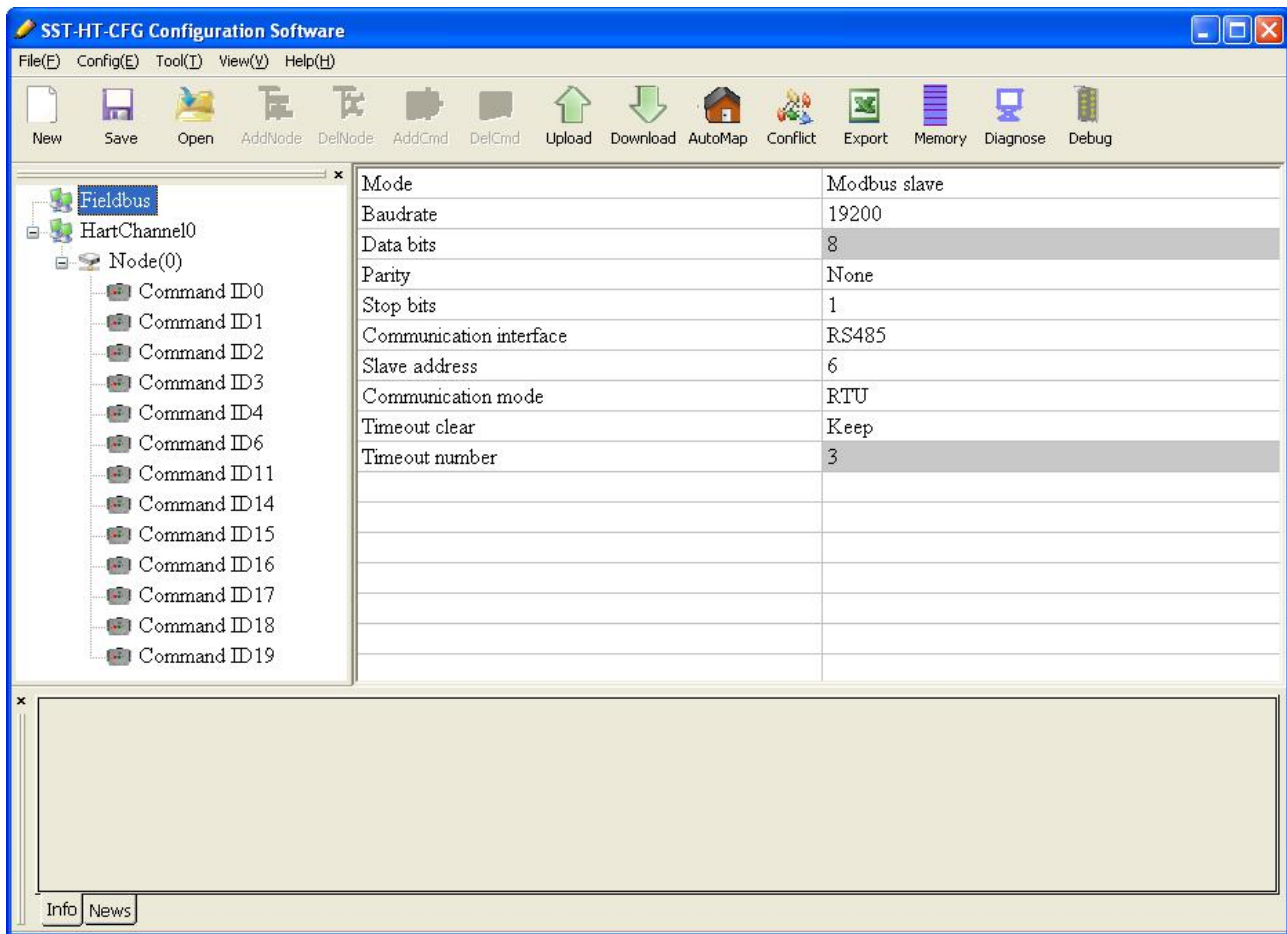 SST-HT-CFG Configuration Software
File(F) Config(E) Tool(T) View(V) Help(H)
New Save Open AddNode DelNode AddCmd DelCmd Upload Download AutoMap Conflict Export Memory Diagnose Debug
Fieldbus
HartChannel0
Node(0)
Command ID0
Command ID1
Command ID2
Command ID3
Command ID4
Command ID6
Command ID11
Command ID14
Command ID15
Command ID16
Command ID17
Command ID18
Command ID19
Mode Modbus slave
Baudrate 19200
Data bits 8
Parity None
Stop bits 1
Communication interface RS485
Slave address 6
Communication mode RTU
Timeout clear Keep
Timeout number 3
Info News